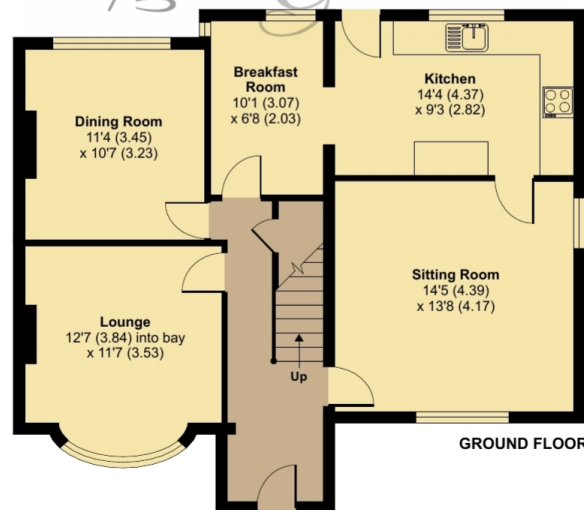 Breakfast
Room
10'1 (3.07)
x 6'8 (2.03)
Kitchen
14'4 (4.37)
x 9'3 (2.82)
Dining Room
11'4 (3.45)
x 10'7 (3.23)
Sitting Room
14'5 (4.39)
x 13'8 (4.17)
Lounge
12'7 (3.84) into bay
x 11'7 (3.53)
Up
GROUND FLOOR